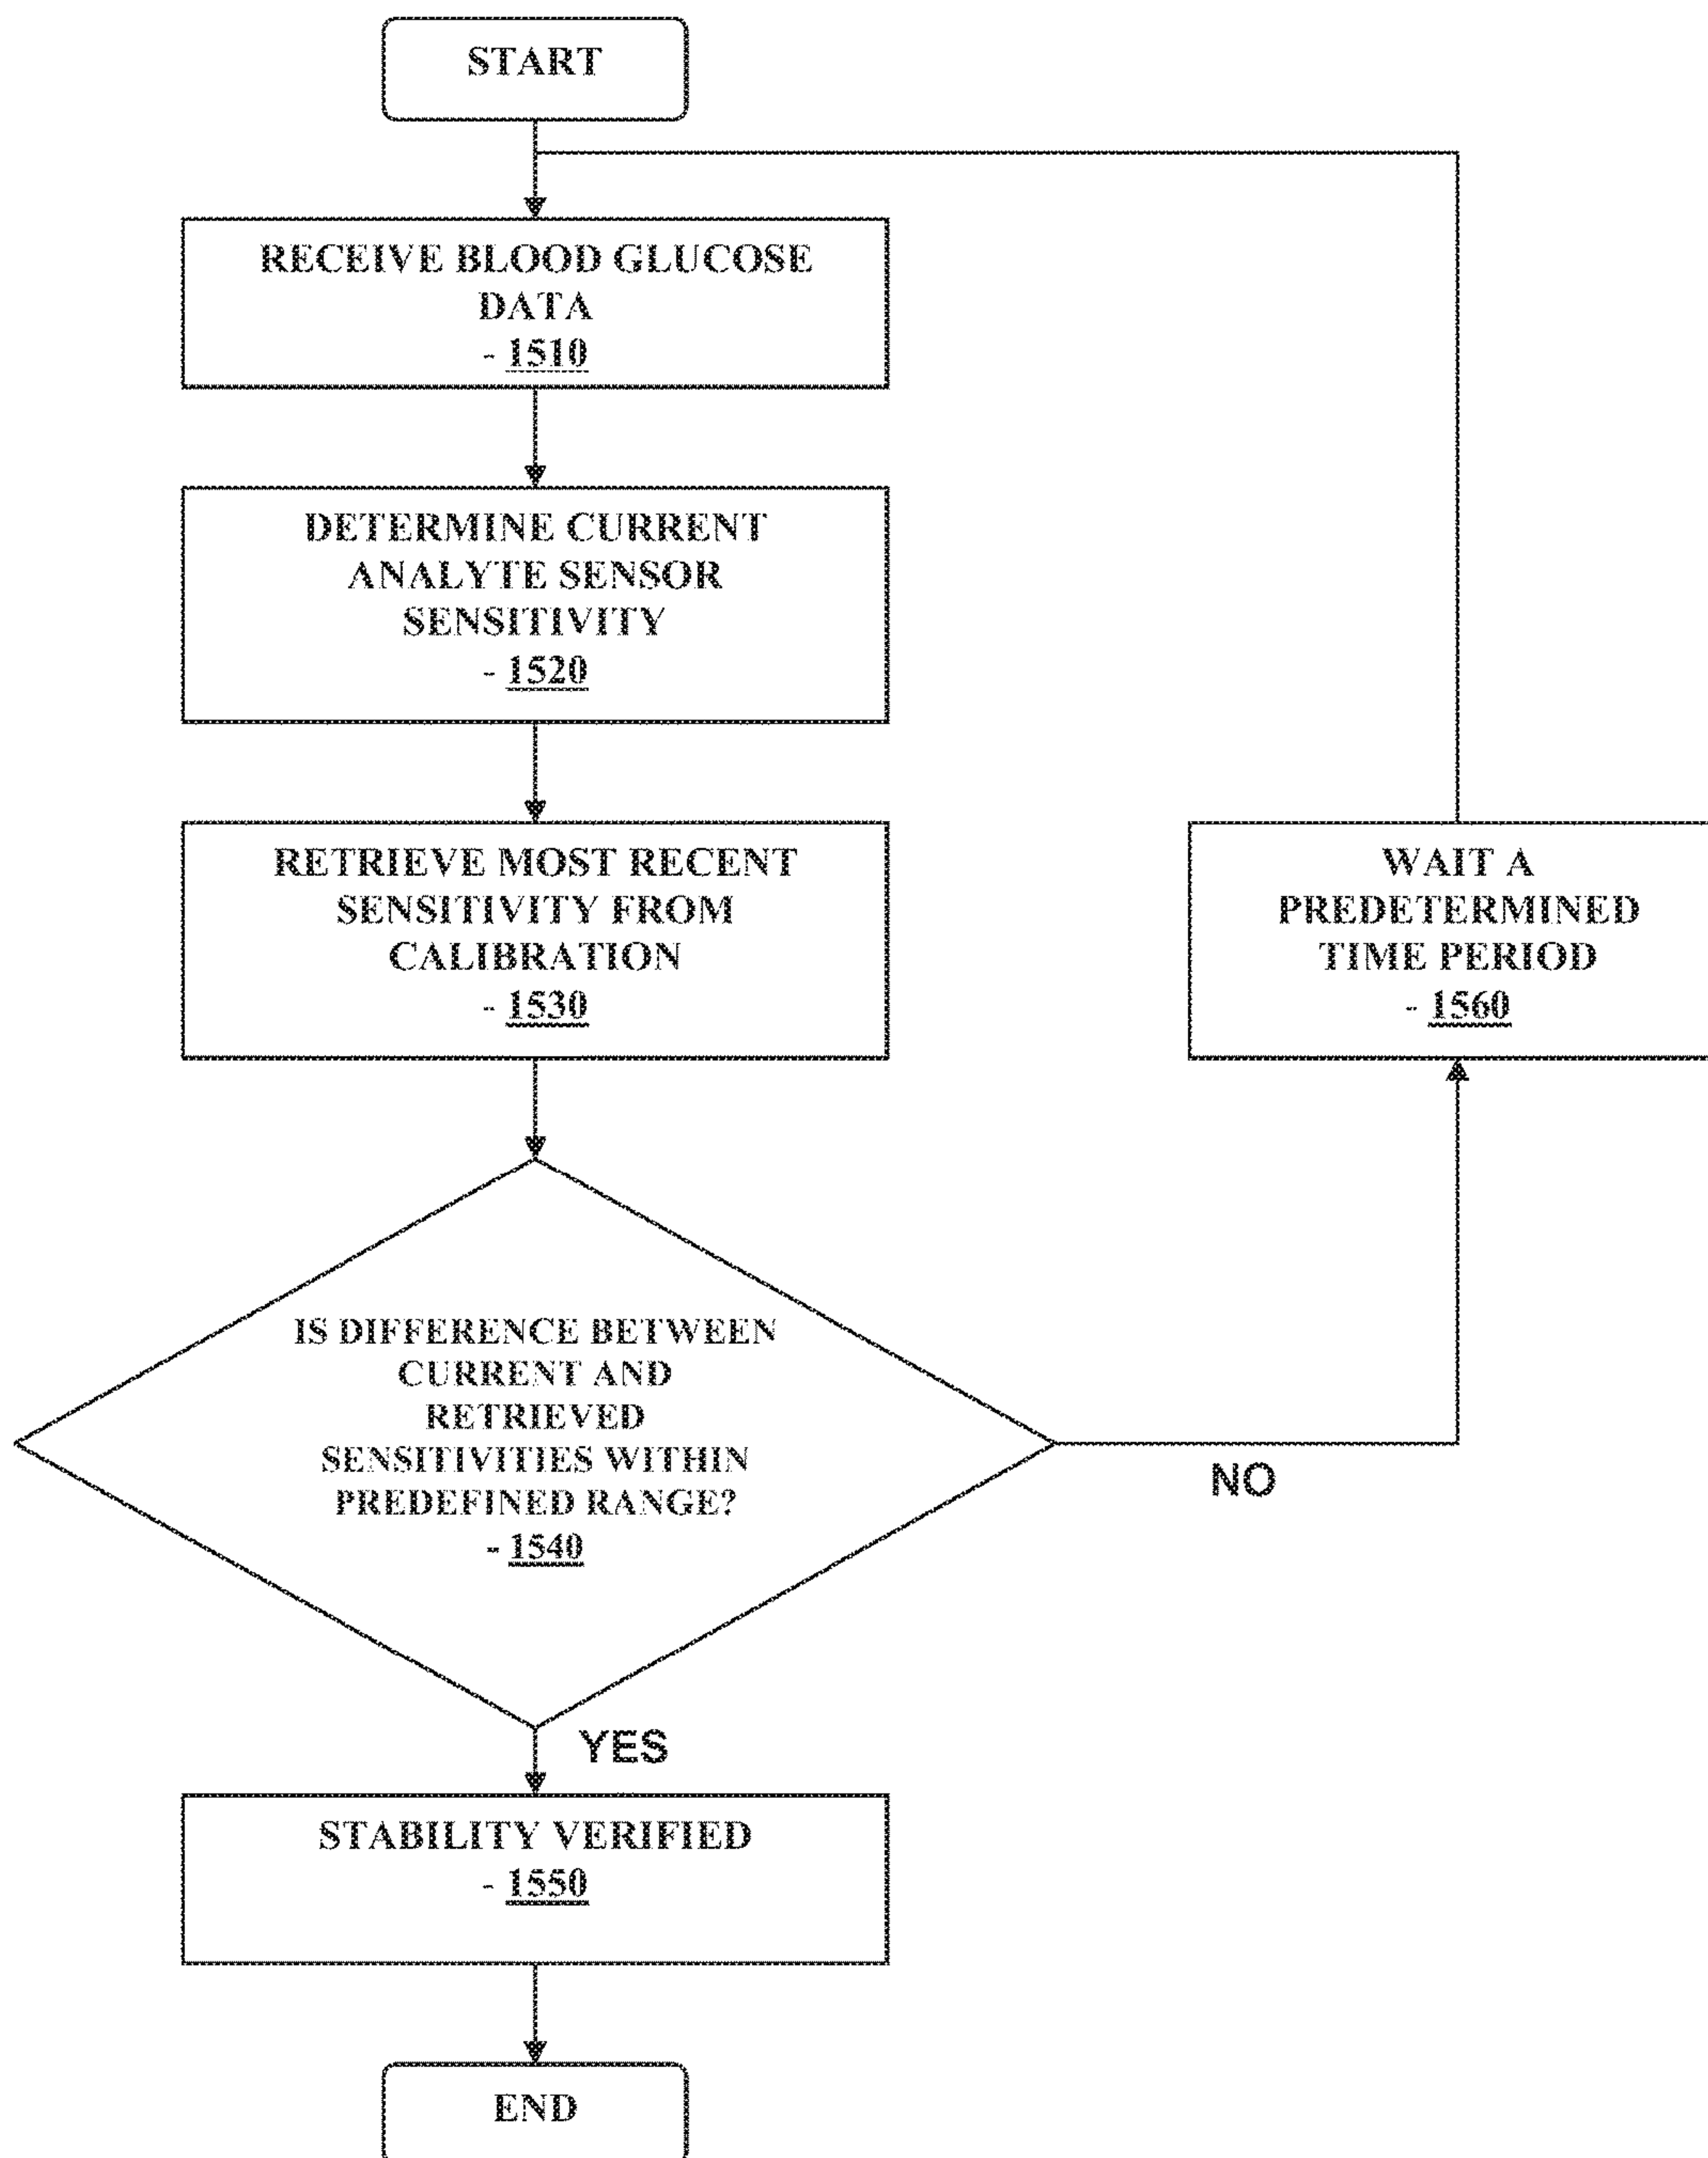 START
RECEIVE BLOOD GLUCOSE
DATA
- 1510
DETERMINE CURRENT
ANALYTE SENSOR
SENSITIVITY
- 1520
RETRIEVE MOST RECENT
SENSITIVITY FROM
CALIBRATION
- 1530
WAIT A
PREDETERMINED
TIME PERIOD
- 1560
IS DIFFERENCE BETWEEN
CURRENT AND
RETRIEVED
SENSITIVITIES WITHIN
PREDEFINED RANGE?
- 1540
NO
YES
STABILITY VERIFIED
- 1550
END